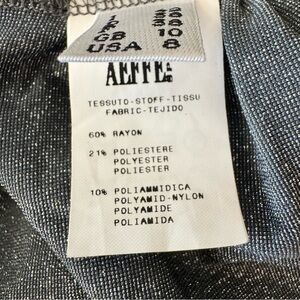 GB 10
USA 8
AEFFE
TESSUTO-STOFF-TISSU
FABRIC-TEJIDO
60% RAYON
21% POLIESTERE
POLYESTER
POLIESTER
10% POLIAMMIDICA
POLYAMID-NYLON
POLYAMIDE
POLIAMIDA